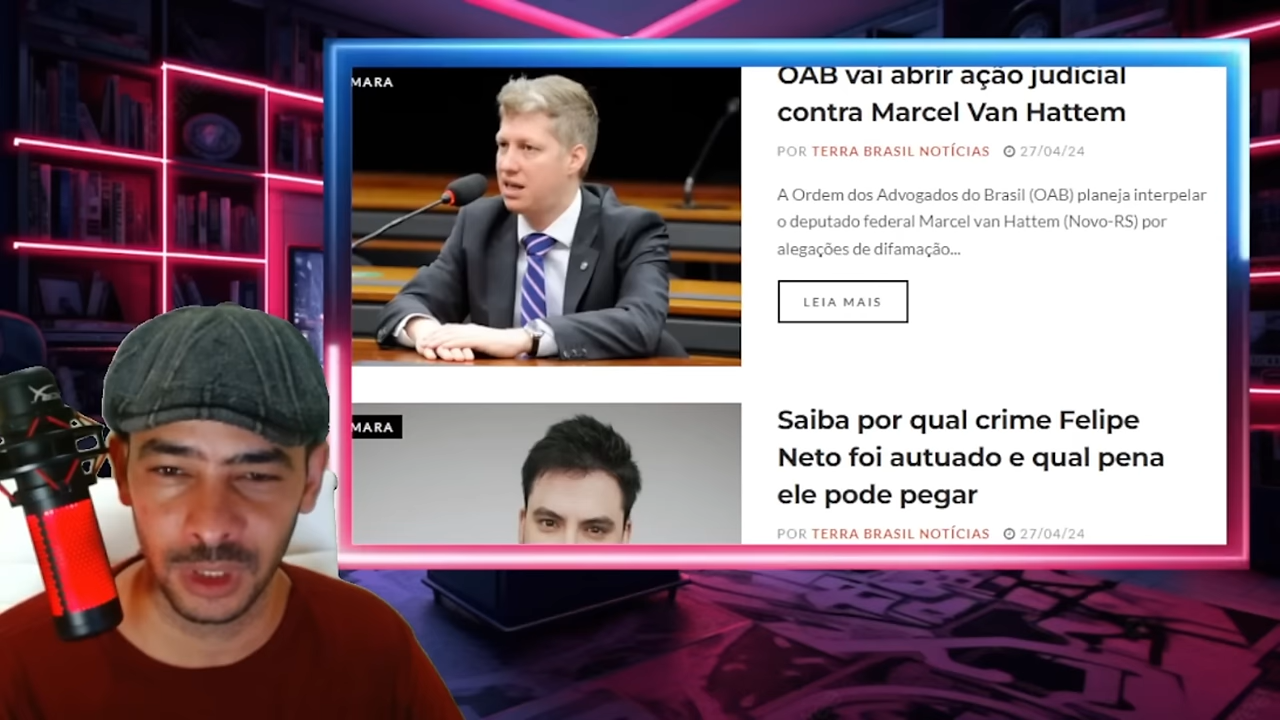 MARA
OAB vai abrir ação judicial
contra Marcel Van Hattem
POR TERRA BRASIL NOTÍCIAS 27/04/24
A Ordem dos Advogados do Brasil (OAB) planeja interpelar
o deputado federal Marcel van Hattem (Novo-RS) por
alegações de difamação...
LEIA MAIS
MARA
Saiba por qual crime Felipe
Neto foi autuado e qual pena
ele pode pegar
POR TERRA BRASIL NOTÍCIAS 27/04/24